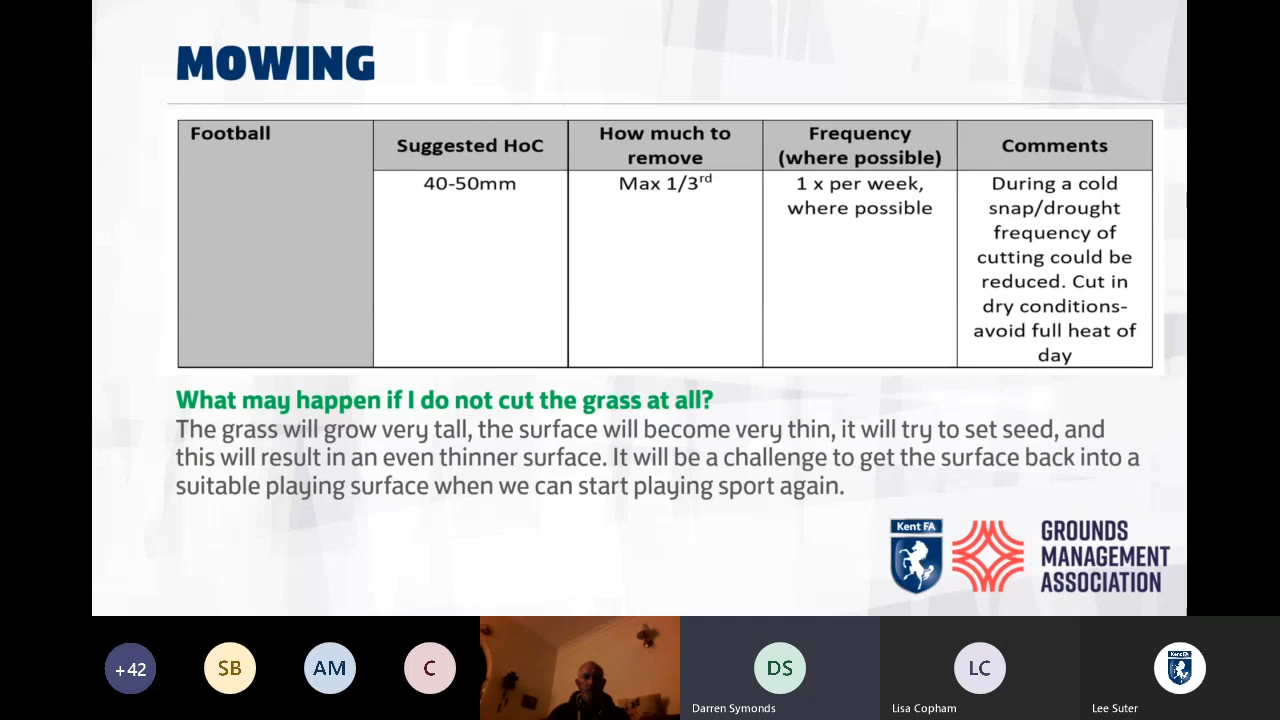 MOWING
Football
Suggested HoC
How much to
remove
Frequency
(where possible)
Comments
40-50mm
Max 1/3rd
1 x per week,
where possible
During a cold
snap/drought
frequency of
cutting could be
reduced. Cut in
dry conditions-
avoid full heat of
day
What may happen if I do not cut the grass at all?
The grass will grow very tall, the surface will become very thin, it will try to set seed, and
this will result in an even thinner surface. It will be a challenge to get the surface back into a
suitable playing surface when we can start playing sport again.
Kent FA
GROUNDS
MANAGEMENT
ASSOCIATION
+42
SB
AM
C
DS
Darren Symonds
LC
Lisa Copham
Kent FA
Lee Suter